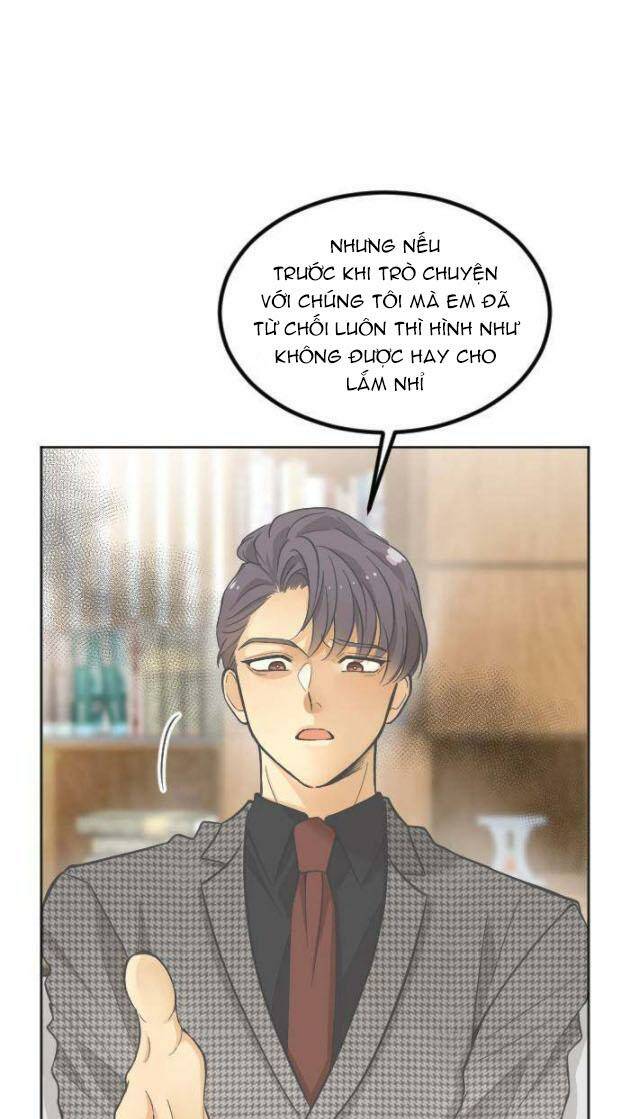 NHƯNG NẾU
TRƯỚC KHI TRÒ CHUYỆN
VỚI CHÚNG TÔI MÀ EM ĐÃ
TỪ CHỐI LUÔN THÌ HÌNH NHƯ
KHÔNG ĐƯỢC HAY CHO
LẮM NHỈ